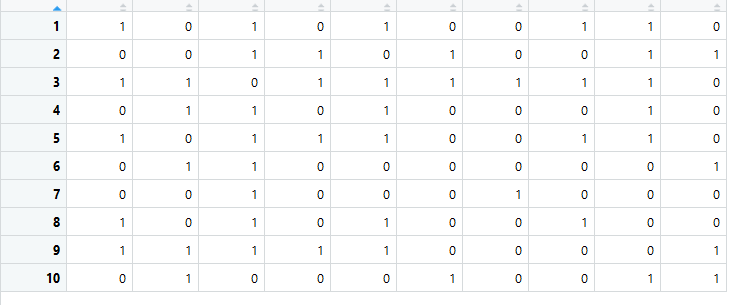 1 1 0 1 0 1 0 0 1 1 0
2 0 0 1 1 0 1 0 0 1 1
3 1 1 0 1 1 1 1 1 1 0
4 0 1 1 0 1 0 0 0 1 0
5 1 0 1 1 1 0 0 1 1 0
6 0 1 1 0 0 0 0 0 0 1
7 0 0 1 0 0 0 1 0 0 0
8 1 0 1 0 1 0 0 1 0 0
9 1 1 1 1 1 0 0 0 0 1
10 0 1 0 0 0 1 0 0 1 1